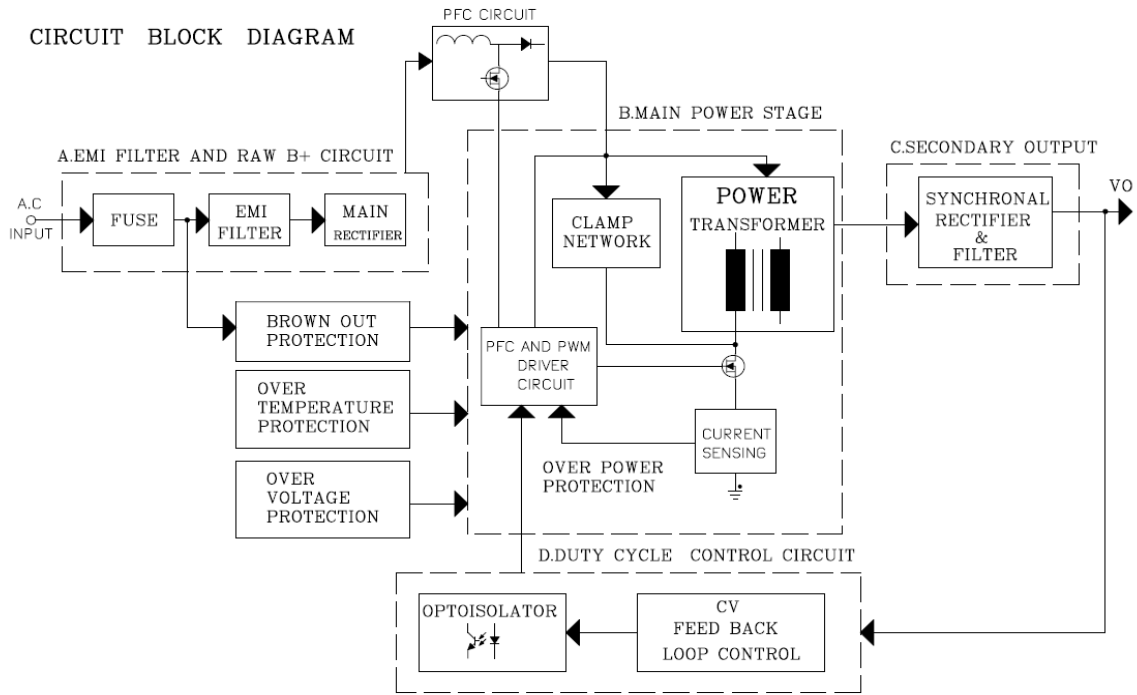 PFC CIRCUIT
CIRCUIT BLOCK DIAGRAM
B.MAIN POWER STAGE
A.EMI FILTER AND RAW B+ CIRCUIT
C.SECONDARY OUTPUT
A.C
INPUT
FUSE
EMI
FILTER
MAIN
RECTIFIER
CLAMP
NETWORK
POWER
TRANSFORMER
SYNCHRONAL
RECTIFIER
&
FILTER
VO
BROWN OUT
PROTECTION
PFC AND PWM
DRIVER
CIRCUIT
OVER
TEMPERATURE
PROTECTION
CURRENT
SENSING
OVER POWER
PROTECTION
OVER
VOLTAGE
PROTECTION
D.DUTY CYCLE CONTROL CIRCUIT
OPTOISOLATOR
CV
FEED BACK
LOOP CONTROL